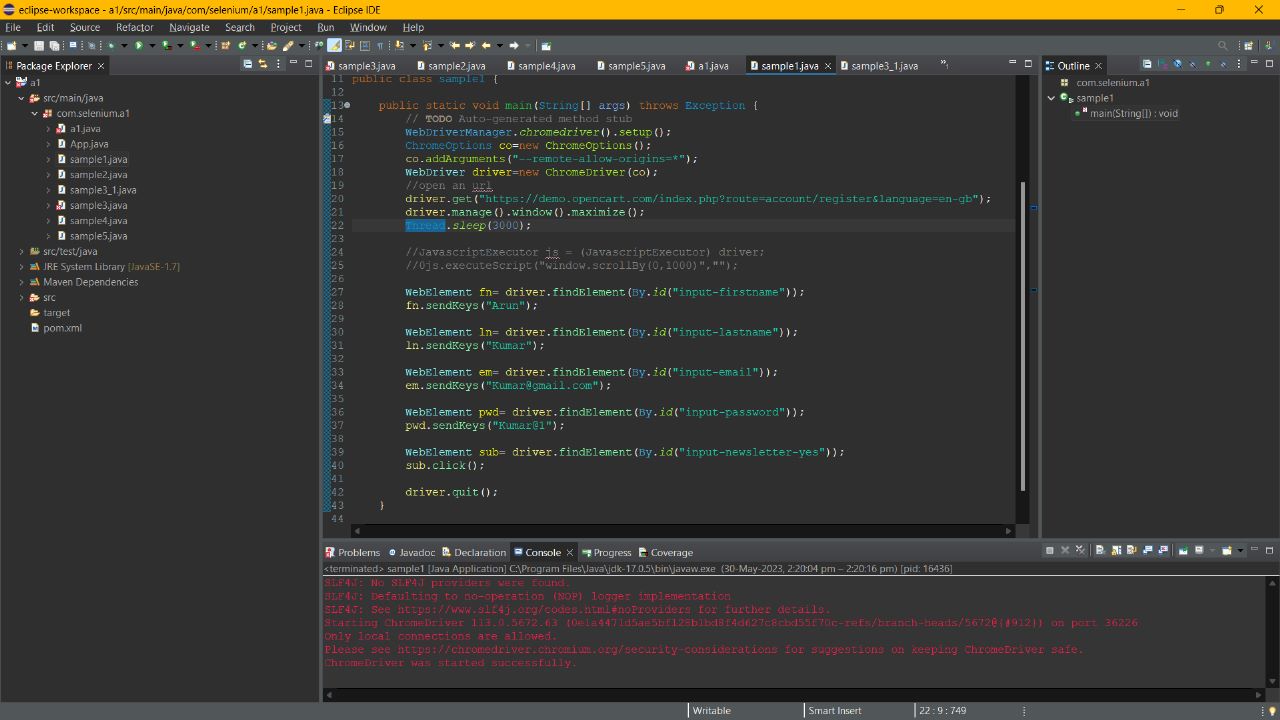 eclipse-workspace - a1/src/main/java/com/selenium/a1/sample1.java - Eclipse IDE
File Edit Source Refactor Navigate Search Project Run Window Help
Package Explorer
a1
src/main/java
com.selenium.a1
a1.java
App.java
sample1.java
sample2.java
sample3_1.java
sample3.java
sample4.java
sample5.java
src/test/java
JRE System Library [JavaSE-1.7]
Maven Dependencies
src
target
pom.xml
sample3.java sample2.java sample4.java sample5.java a1.java sample1.java sample3_1.java
11 public class sample1 {
12
13 public static void main(String[] args) throws Exception {
14 // TODO Auto-generated method stub
15 WebDriverManager.chromedriver().setup();
16 ChromeOptions co=new ChromeOptions();
17 co.addArguments("--remote-allow-origins=*");
18 WebDriver driver=new ChromeDriver(co);
19 //open an url
20 driver.get("https://demo.opencart.com/index.php?route=account/register&language=en-gb");
21 driver.manage().window().maximize();
22 Thread.sleep(3000);
23
24 //JavascriptExecutor js = (JavascriptExecutor) driver;
25 //0js.executeScript("window.scrollBy(0,1000)","");
26
27 WebElement fn= driver.findElement(By.id("input-firstname"));
28 fn.sendKeys("Arun");
29
30 WebElement ln= driver.findElement(By.id("input-lastname"));
31 ln.sendKeys("Kumar");
32
33 WebElement em= driver.findElement(By.id("input-email"));
34 em.sendKeys("Kumar@gmail.com");
35
36 WebElement pwd= driver.findElement(By.id("input-password"));
37 pwd.sendKeys("Kumar@1");
38
39 WebElement sub= driver.findElement(By.id("input-newsletter-yes"));
40 sub.click();
41
42 driver.quit();
43 }
44
Outline
com.selenium.a1
sample1
main(String[]) : void
Problems Javadoc Declaration Console Progress Coverage
<terminated> sample1 [Java Application] C:\Program Files\Java\jdk-17.0.5\bin\javaw.exe (30-May-2023, 2:20:04 pm – 2:20:16 pm) [pid: 16436]
SLF4J: No SLF4J providers were found.
SLF4J: Defaulting to no-operation (NOP) logger implementation
SLF4J: See https://www.slf4j.org/codes.html#noProviders for further details.
Starting ChromeDriver 113.0.5672.63 (0e1a4471d5ae5bf128b1bd8f4d627c8cbd55f70c-refs/branch-heads/5672@{#912}) on port 36226
Only local connections are allowed.
Please see https://chromedriver.chromium.org/security-considerations for suggestions on keeping ChromeDriver safe.
ChromeDriver was started successfully.
Writable Smart Insert 22 : 9 : 749